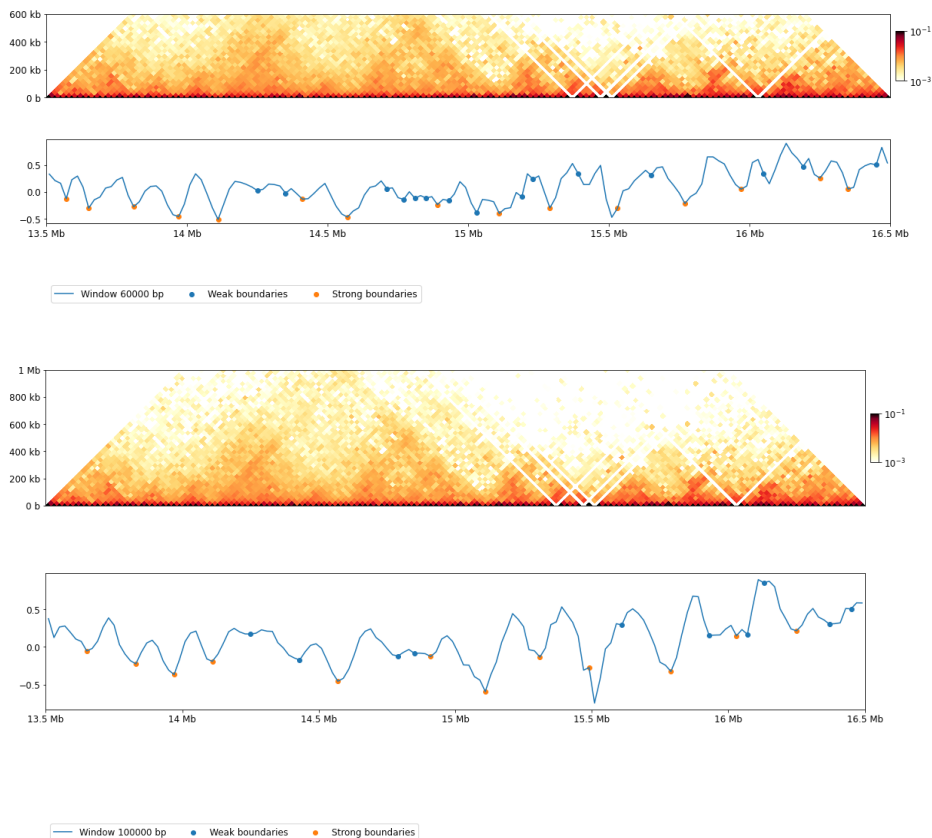 600 kb
400 kb
200 kb
0 b
10⁻¹
10⁻³
0.5
0.0
−0.5
13.5 Mb 14 Mb 14.5 Mb 15 Mb 15.5 Mb 16 Mb 16.5 Mb
Window 60000 bp Weak boundaries Strong boundaries
1 Mb
800 kb
600 kb
400 kb
200 kb
0 b
10⁻¹
10⁻³
0.5
0.0
−0.5
13.5 Mb 14 Mb 14.5 Mb 15 Mb 15.5 Mb 16 Mb 16.5 Mb
Window 100000 bp Weak boundaries Strong boundaries